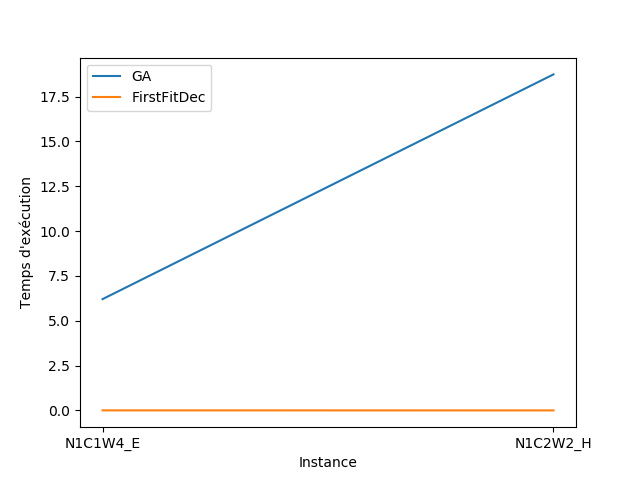 GA
FirstFitDec
17.5
15.0
12.5
10.0
7.5
5.0
2.5
0.0
Temps d'exécution
N1C1W4_E
N1C2W2_H
Instance